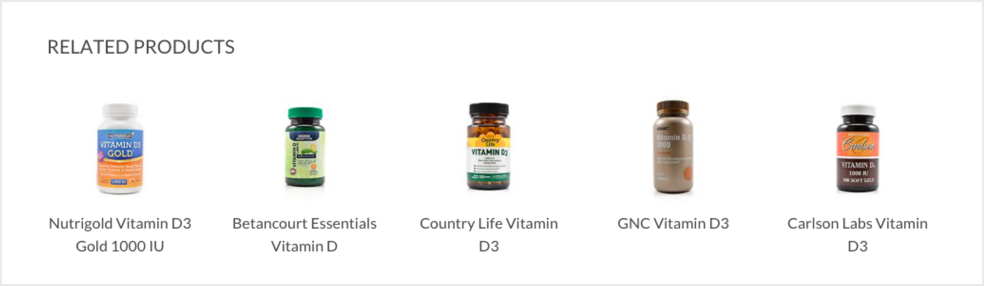 RELATED PRODUCTS
VITAMIN D3
GOLD
Country
Life
VITAMIN D3
GNC
Vitamin D-3
Carlson
VITAMIN D3
1000 IU
100 SOFT GELS
Nutrigold Vitamin D3
Gold 1000 IU
Betancourt Essentials
Vitamin D
Country Life Vitamin
D3
GNC Vitamin D3
Carlson Labs Vitamin
D3